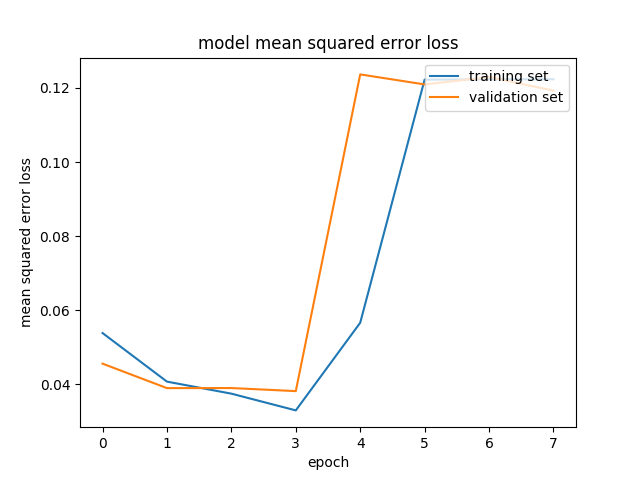 model mean squared error loss
training set
validation set
0.12
0.10
0.08
0.06
0.04
mean squared error loss
0 1 2 3 4 5 6 7
epoch